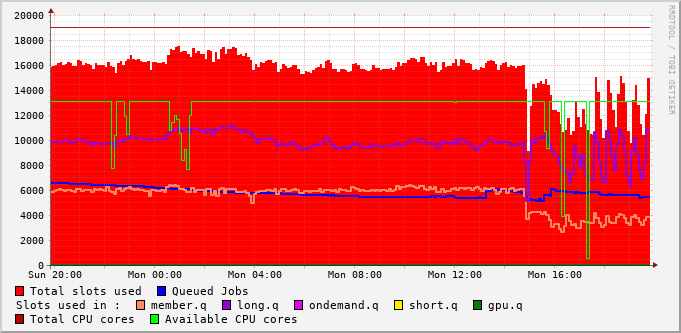 20000
18000
16000
14000
12000
10000
8000
6000
4000
2000
0
Sun 20:00 Mon 00:00 Mon 04:00 Mon 08:00 Mon 12:00 Mon 16:00
Total slots used Queued Jobs
Slots used in : member.q long.q ondemand.q short.q gpu.q
Total CPU cores Available CPU cores
RRDTOOL / TOBI OETIKER